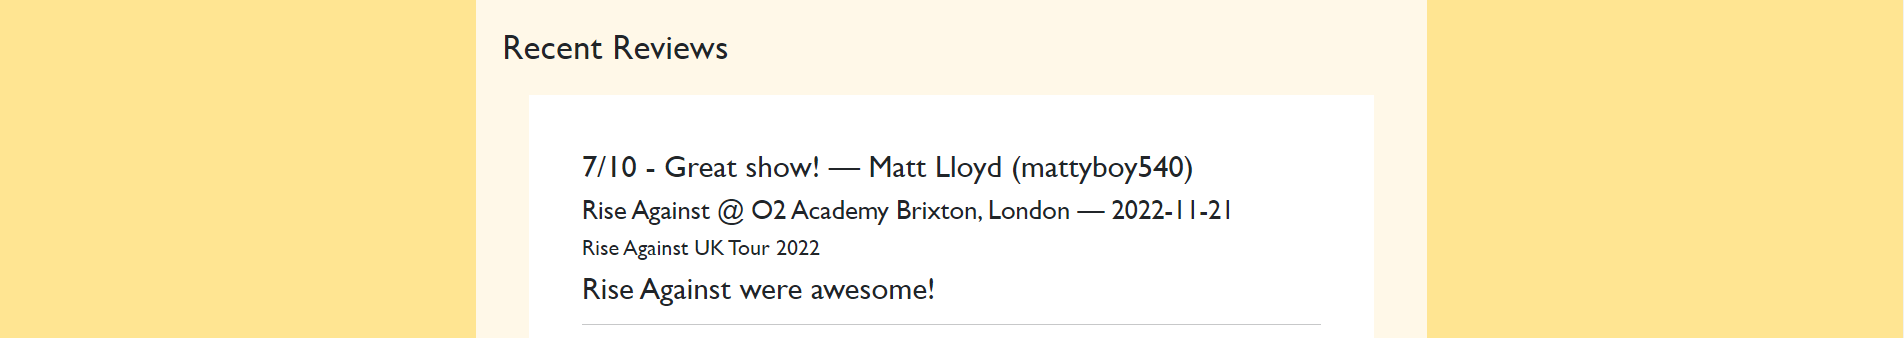 Recent Reviews
7/10 - Great show! — Matt Lloyd (mattyboy540)
Rise Against @ O2 Academy Brixton, London — 2022-11-21
Rise Against UK Tour 2022
Rise Against were awesome!